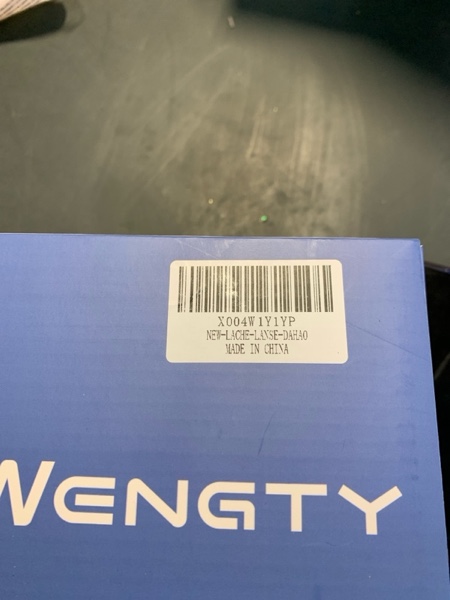 X004W1Y1YP
NEW-LACHE-LANSE-DAHAO
MADE IN CHINA
WENGTY